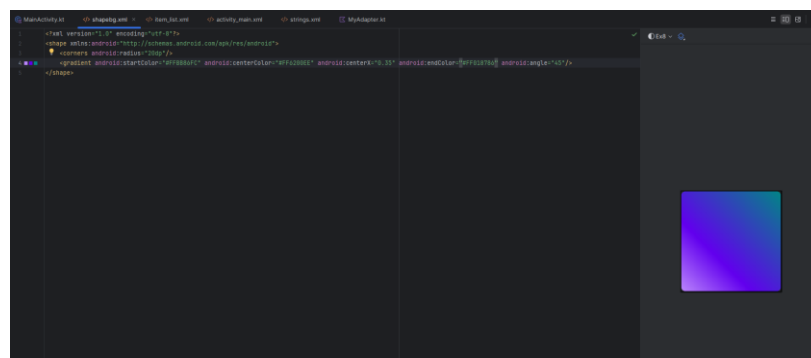 MainActivity.kt shapebg.xml × item_list.xml activity_main.xml strings.xml MyAdapter.kt
<?xml version="1.0" encoding="utf-8"?>
<shape xmlns:android="http://schemas.android.com/apk/res/android">
<corners android:radius="20dp"/>
<gradient android:startColor="#FFBB86FC" android:centerColor="#FF6200EE" android:centerX="0.35" android:endColor= android:angle="45"/>
</shape>